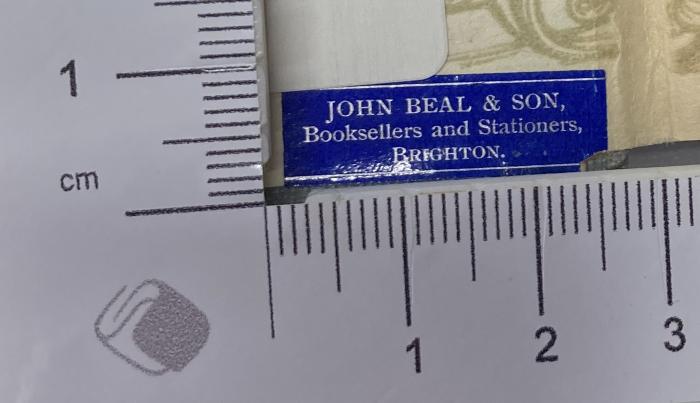 JOHN BEAL & SON,
Booksellers and Stationers,
BRIGHTON.
1
cm
1
2
3